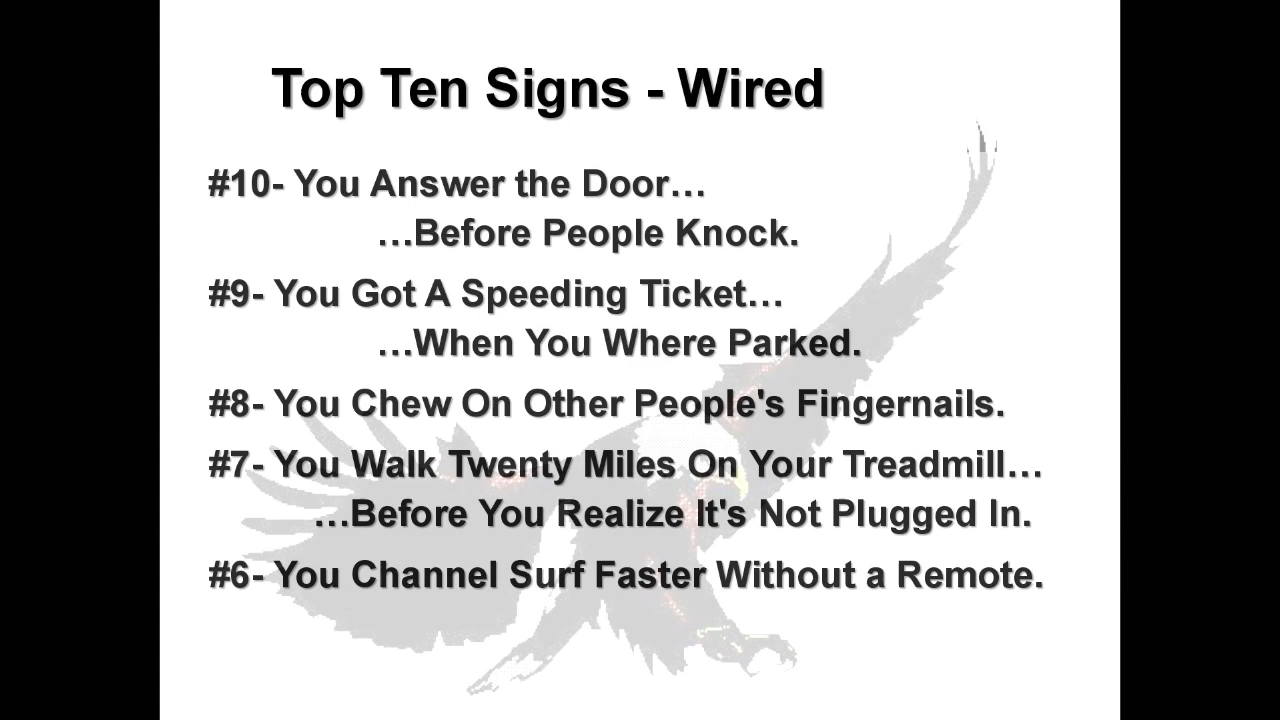 Top Ten Signs - Wired
#10- You Answer the Door…
…Before People Knock.
#9- You Got A Speeding Ticket…
…When You Where Parked.
#8- You Chew On Other People's Fingernails.
#7- You Walk Twenty Miles On Your Treadmill…
…Before You Realize It's Not Plugged In.
#6- You Channel Surf Faster Without a Remote.